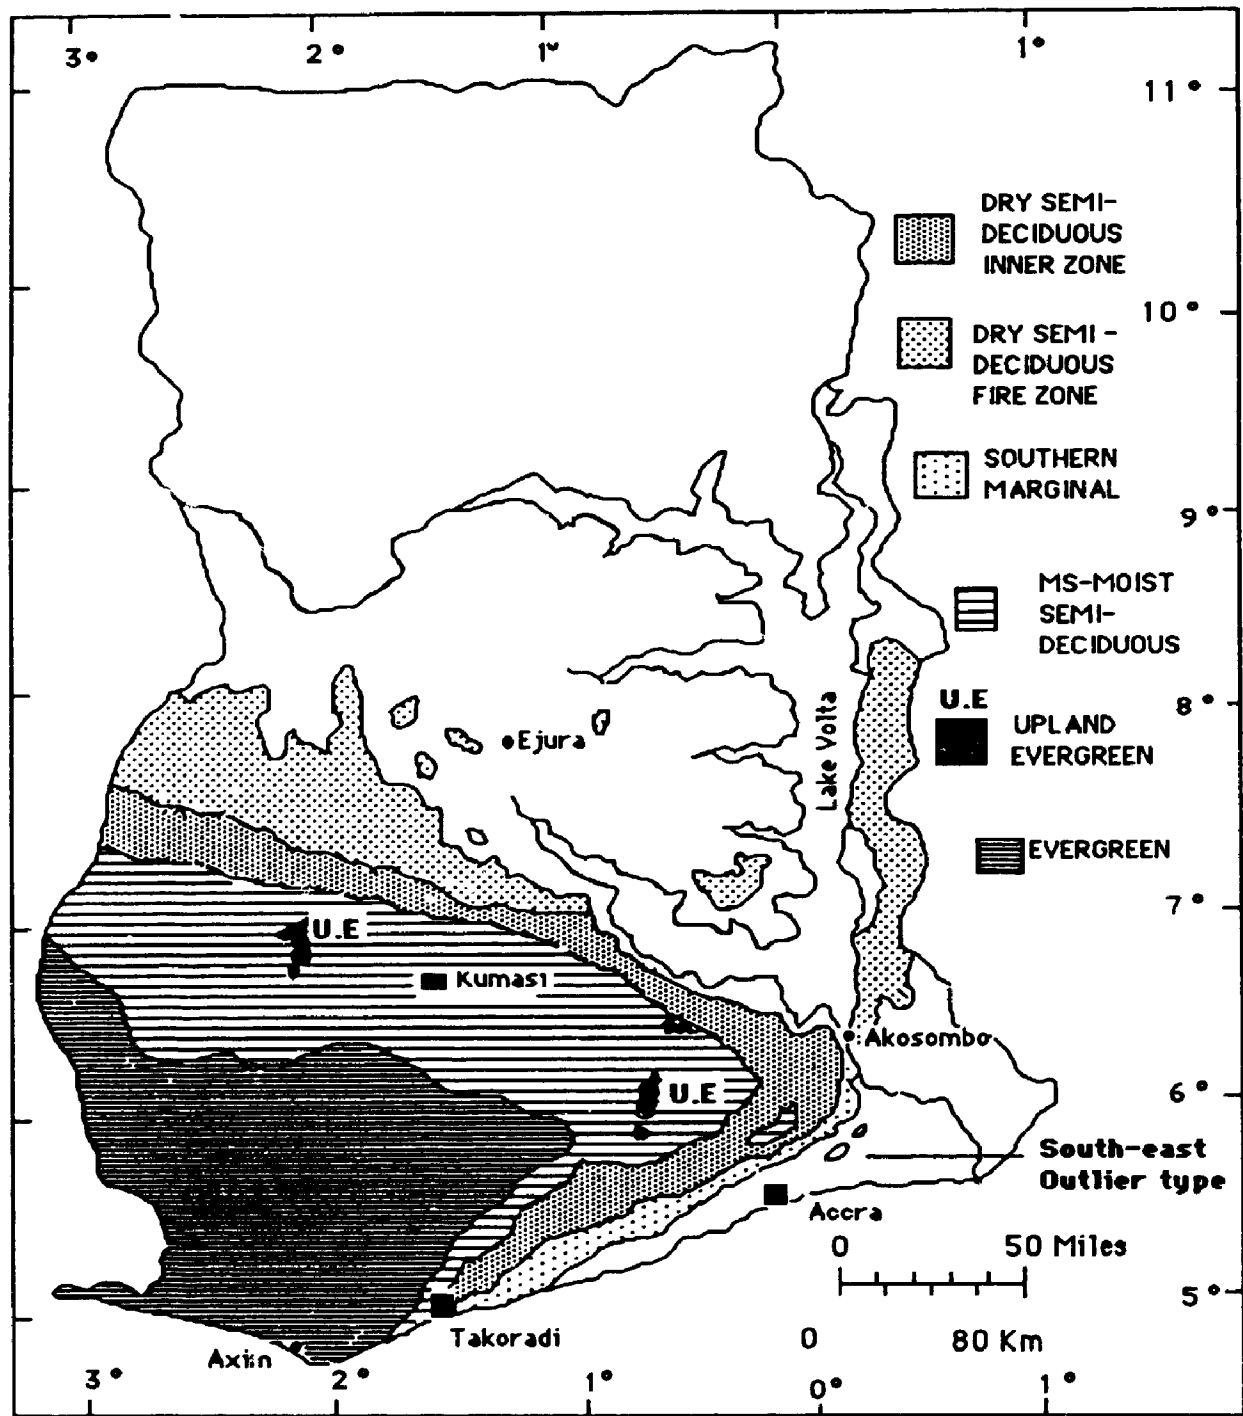 3°
2°
1°
1°
11°
DRY SEMI-
DECIDUOUS
INNER ZONE
10°
DRY SEMI-
DECIDUOUS
FIRE ZONE
SOUTHERN
MARGINAL
9°
MS-MOIST
SEMI-
DECIDUOUS
U.E
8°
UPLAND
EVERGREEN
Lake Volta
Ejura
EVERGREEN
7°
U.E
Kumasi
Akosombo
U.E
6°
South-east
Outlier type
Accra
0 50 Miles
5°
Takoradi
0 80 Km
Axim
3°
2°
1°
0°
1°